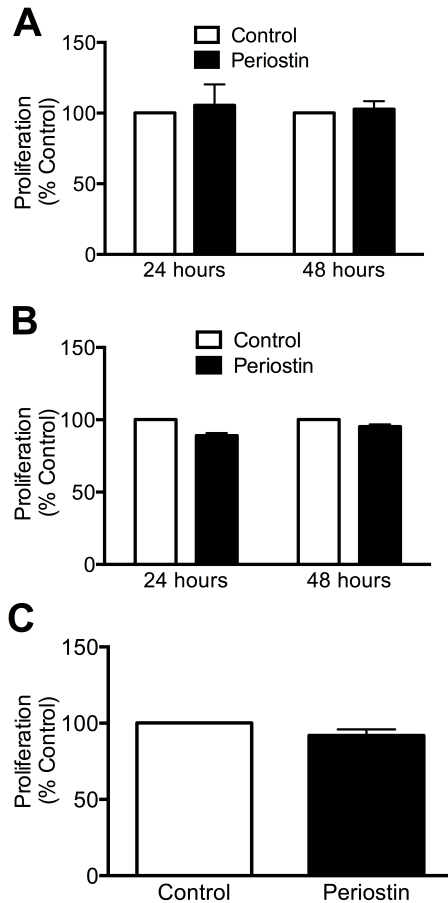 A
Control
Periostin
Proliferation
(% Control)
150
100
50
0
24 hours
48 hours
B
Control
Periostin
Proliferation
(% Control)
150
100
50
0
24 hours
48 hours
C
Proliferation
(% Control)
150
100
50
0
Control
Periostin